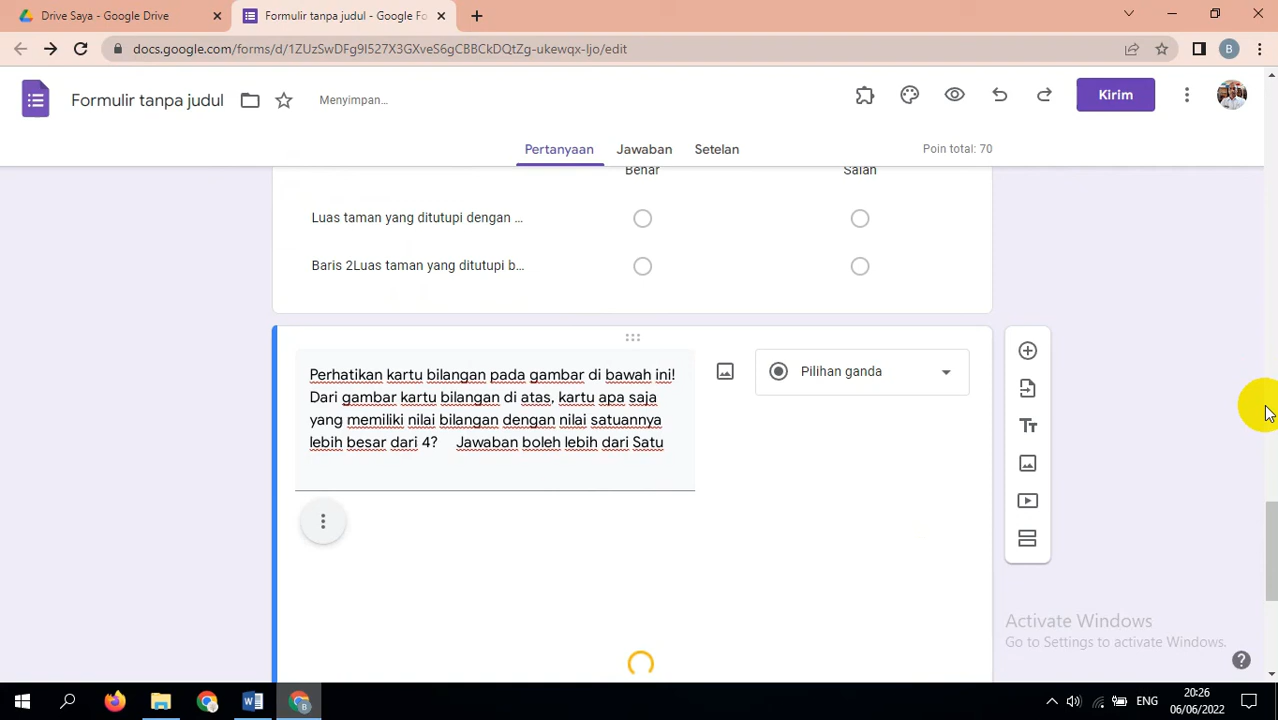 Drive Saya - Google Drive
Formulir tanpa judul - Google Fo
docs.google.com/forms/d/1ZUzSwDFg9I527X3GXveS6gCBBCkDQtZg-ukewqx-ljo/edit
B
Formulir tanpa judul
Menyimpan...
Kirim
Pertanyaan
Jawaban
Setelan
Poin total: 70
Benar
Salah
Luas taman yang ditutupi dengan ...
Baris 2Luas taman yang ditutupi b...
Perhatikan kartu bilangan pada gambar di bawah ini!
Dari gambar kartu bilangan di atas, kartu apa saja
yang memiliki nilai bilangan dengan nilai satuannya
lebih besar dari 4? Jawaban boleh lebih dari Satu
Pilihan ganda
Tт
Activate Windows
Go to Settings to activate Windows.
ENG
20:26
06/06/2022